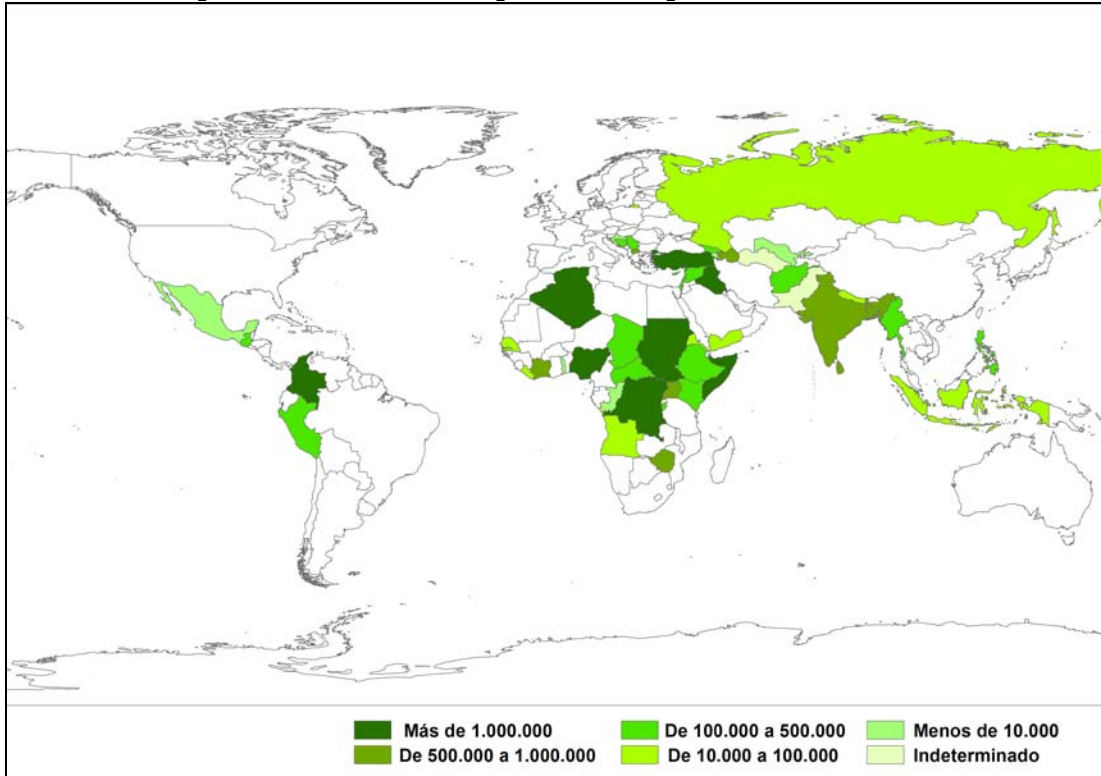 Más de 1.000.000
De 100.000 a 500.000
Menos de 10.000
De 500.000 a 1.000.000
De 10.000 a 100.000
Indeterminado